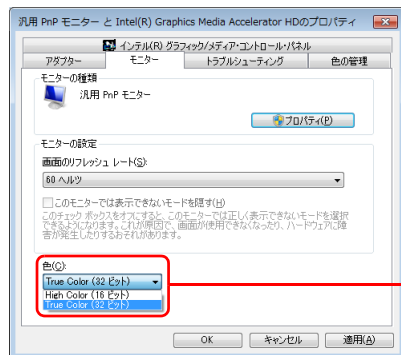 汎用 PnP モニター と Intel(R) Graphics Media Accelerator HDのプロパティ
インテル(R) グラフィック/メディア・コントロール・パネル
アダプター
モニター
トラブルシューティング
色の管理
モニターの種類
汎用 PnP モニター
プロパティ(P)
モニターの設定
画面のリフレッシュ レート(S):
60 ヘルツ
このモニターでは表示できないモードを隠す(H)
このチェック ボックスをオフにすると、このモニターでは正しく表示できないモードを選択
できるようになります。これが原因で、画面が使用できなくなったり、ハードウェアに障
害が発生したりするおそれがあります。
色(C):
True Color (32 ビット)
High Color (16 ビット)
True Color (32 ビット)
OK
キャンセル
適用(A)